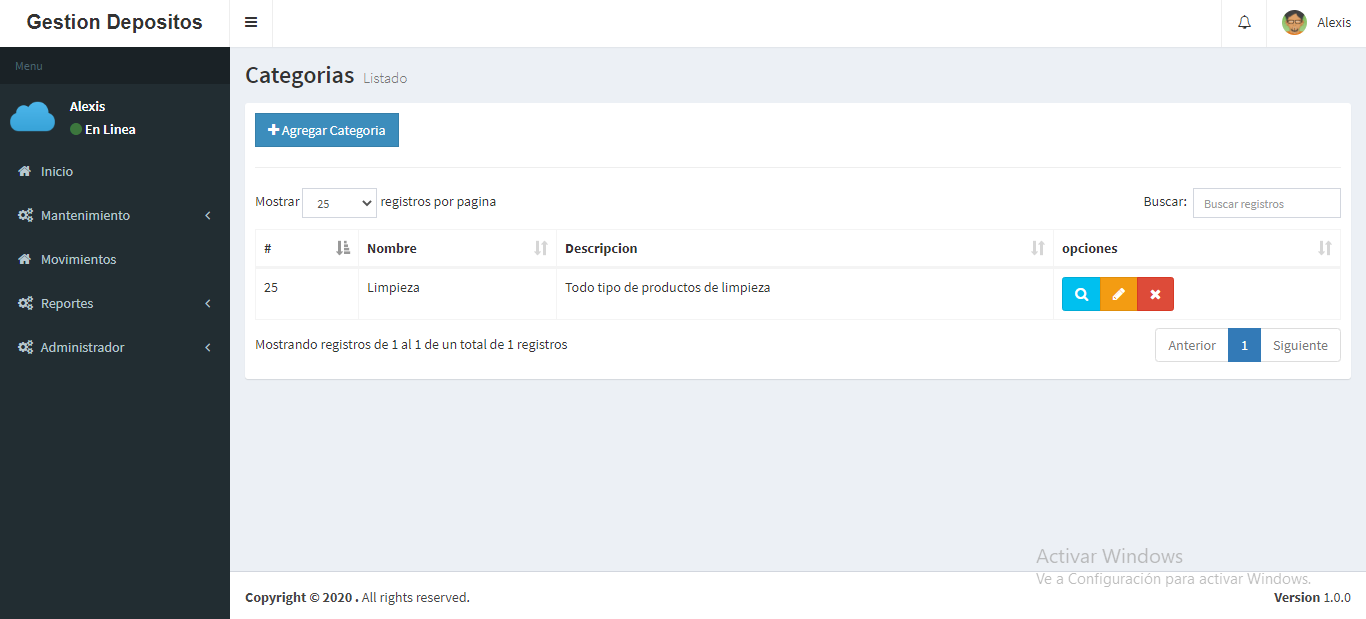 Gestion Depositos
Alexis
Menu
Alexis
En Linea
Inicio
Mantenimiento
Movimientos
Reportes
Administrador
Categorias Listado
Agregar Categoria
Mostrar 25 registros por pagina
Buscar: Buscar registros
# Nombre Descripcion opciones
25 Limpieza Todo tipo de productos de limpieza
Mostrando registros de 1 al 1 de un total de 1 registros
Anterior 1 Siguiente
Activar Windows
Ve a Configuración para activar Windows.
Copyright © 2020 . All rights reserved.
Version 1.0.0